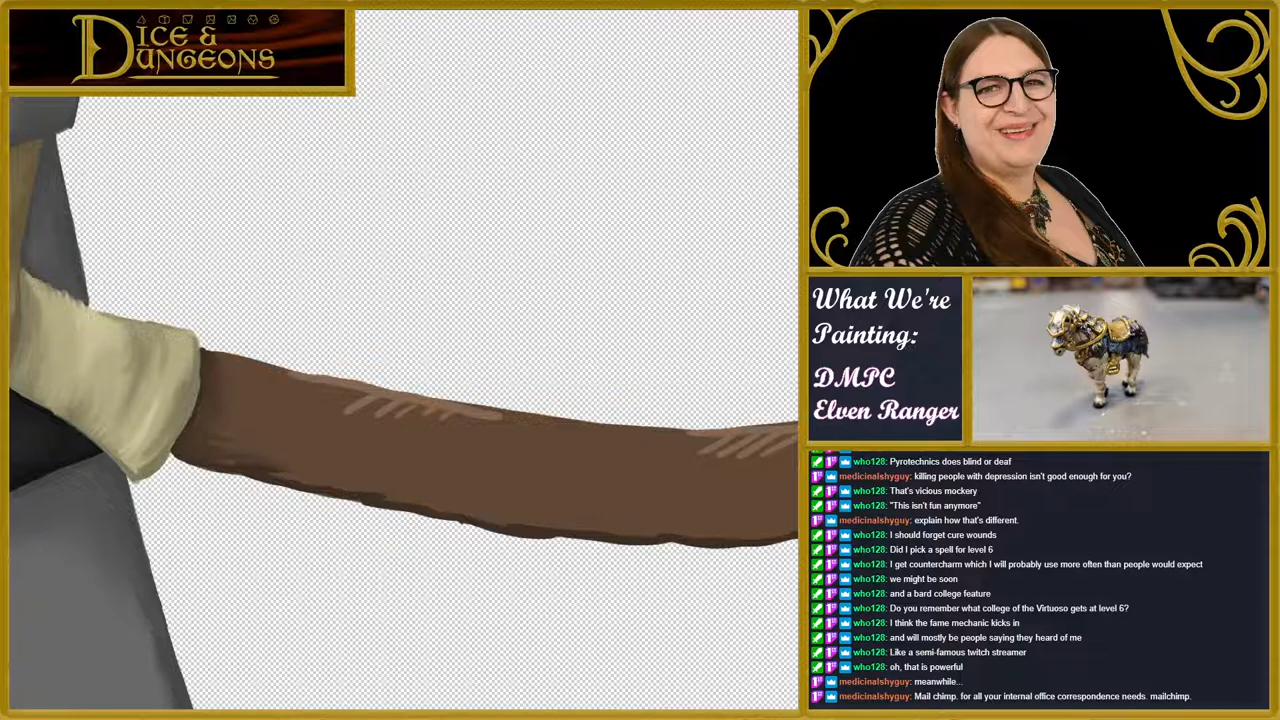 DICE &
DUNGEONS
What We're
Painting:
DMPC
Elven Ranger
who128: Pyrotechnics does blind or deaf
medicinalshyguy: killing people with depression isn't good enough for you?
who128: That's vicious mockery
who128: "This isn't fun anymore"
medicinalshyguy: explain how that's different.
who128: I should forget cure wounds
who128: Did I pick a spell for level 6
who128: I get countercharm which I will probably use more often than people would expect
who128: we might be soon
who128: and a bard college feature
who128: Do you remember what college of the Virtuoso gets at level 6?
who128: I think the fame mechanic kicks in
who128: and will mostly be people saying they heard of me
who128: Like a semi-famous twitch streamer
who128: oh, that is powerful
medicinalshyguy: meanwhile...
medicinalshyguy: Mail chimp. for all your internal office correspondence needs. mailchimp.